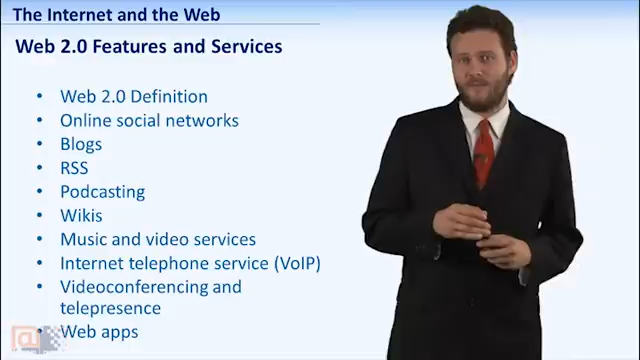 The Internet and the Web
Web 2.0 Features and Services
• Web 2.0 Definition
• Online social networks
• Blogs
• RSS
• Podcasting
• Wikis
• Music and video services
• Internet telephone service (VoIP)
• Videoconferencing and
telepresence
• Web apps